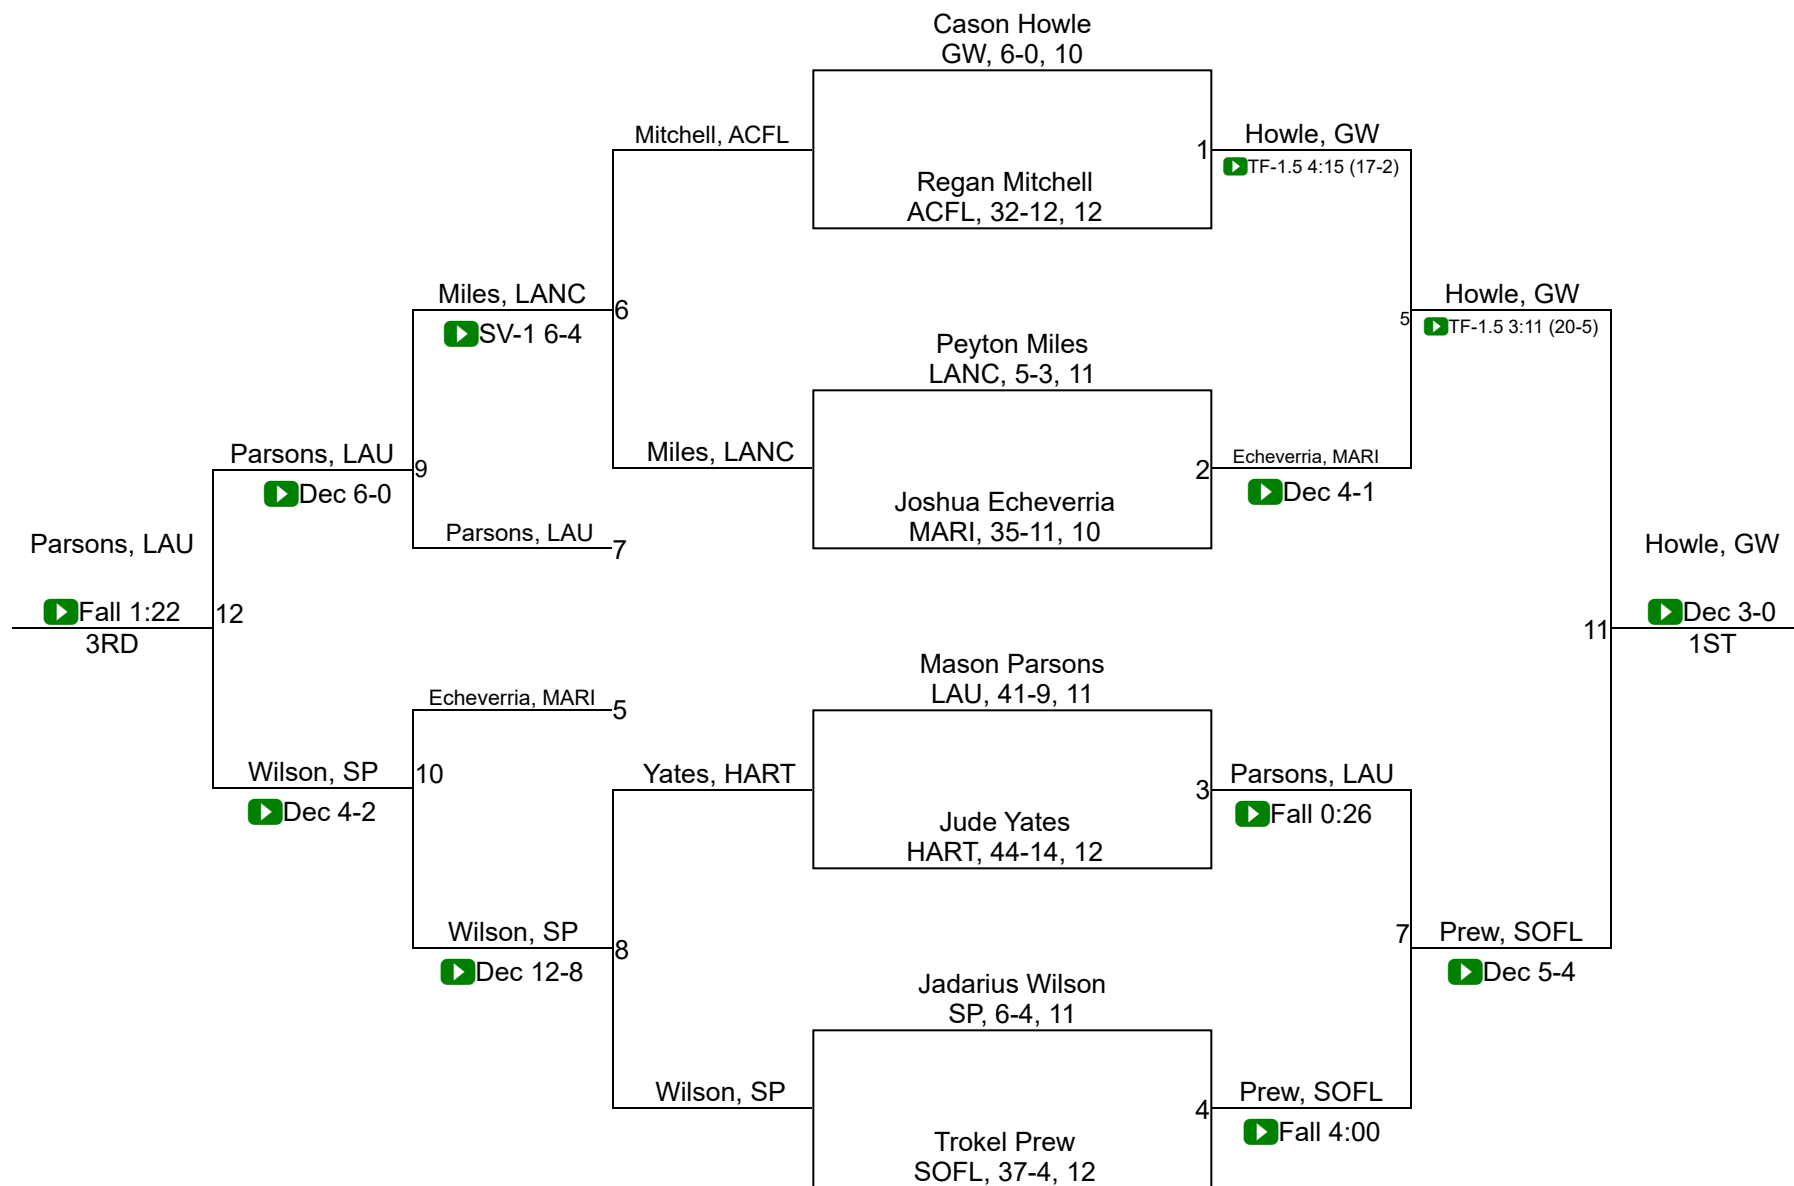 Cason Howle
GW, 6-0, 10
Mitchell, ACFL
1
Howle, GW
TF-1.5 4:15 (17-2)
Regan Mitchell
ACFL, 32-12, 12
Miles, LANC
6
SV-1 6-4
5
Howle, GW
TF-1.5 3:11 (20-5)
Peyton Miles
LANC, 5-3, 11
Parsons, LAU
9
Dec 6-0
Miles, LANC
2
Echeverria, MARI
Dec 4-1
Joshua Echeverria
MARI, 35-11, 10
Parsons, LAU
7
Parsons, LAU
Fall 1:22
3RD
12
Howle, GW
11
Dec 3-0
1ST
Mason Parsons
LAU, 41-9, 11
Echeverria, MARI
5
Wilson, SP
10
Dec 4-2
Yates, HART
3
Parsons, LAU
Fall 0:26
Jude Yates
HART, 44-14, 12
Wilson, SP
8
Dec 12-8
7
Prew, SOFL
Dec 5-4
Jadarius Wilson
SP, 6-4, 11
Wilson, SP
4
Prew, SOFL
Fall 4:00
Trokel Prew
SOFL, 37-4, 12